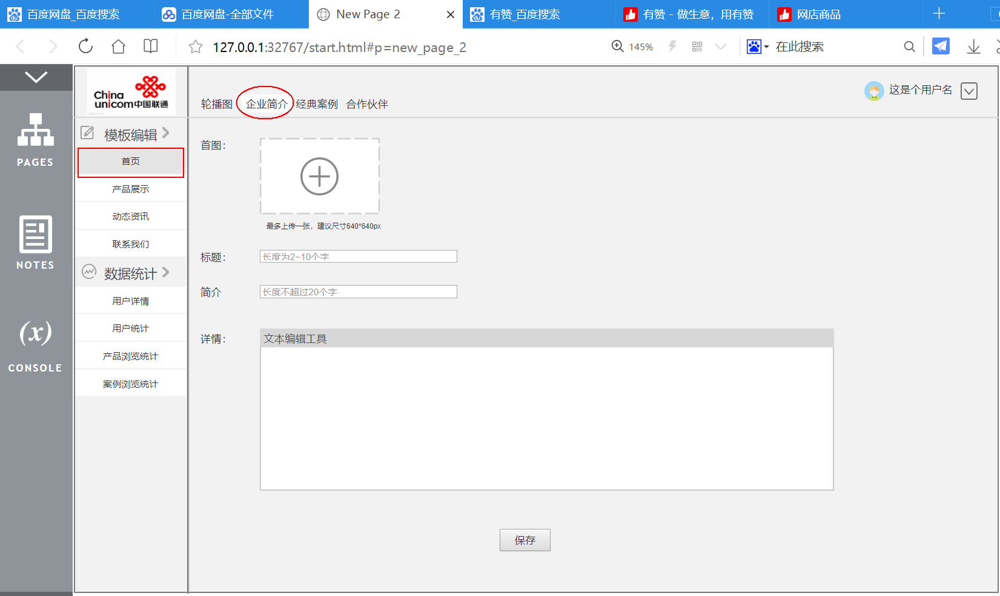 百度网盘_百度搜索
百度网盘-全部文件
New Page 2
有赞_百度搜索
有赞 - 做生意，用有赞
网店商品
127.0.0.1:32767/start.html#p=new_page_2
145%
在此搜索
PAGES
NOTES
(x)
CONSOLE
China
unicom中国联通
轮播图
企业简介
经典案例
合作伙伴
这是个用户名
模板编辑
首页
产品展示
动态资讯
联系我们
数据统计
用户详情
用户统计
产品浏览统计
案例浏览统计
首图：
最多上传一张，建议尺寸640*640px
标题：
长度为2~10个字
简介
长度不超过20个字
详情：
文本编辑工具
保存